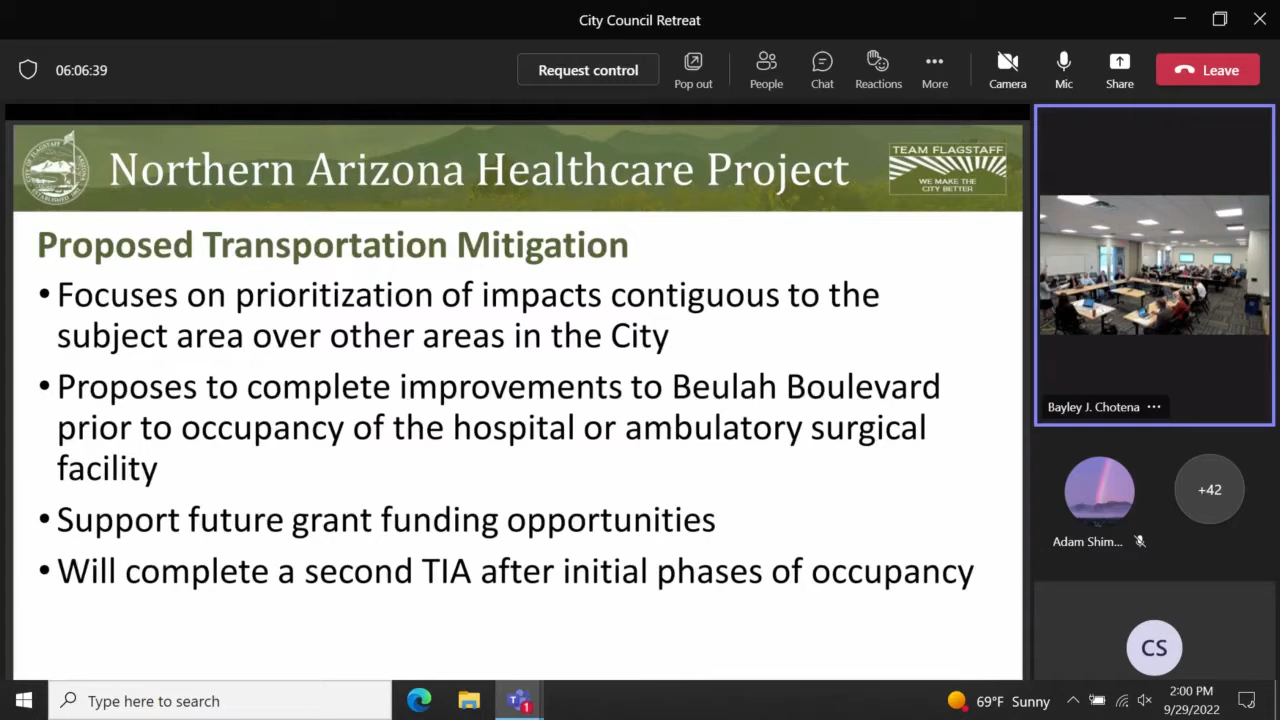 City Council Retreat
06:06:39
Request control
Pop out
People
Chat
Reactions
More
Camera
Mic
Share
Leave
Northern Arizona Healthcare Project
TEAM FLAGSTAFF
WE MAKE THE
CITY BETTER
Proposed Transportation Mitigation
• Focuses on prioritization of impacts contiguous to the
subject area over other areas in the City
• Proposes to complete improvements to Beulah Boulevard
prior to occupancy of the hospital or ambulatory surgical
facility
• Support future grant funding opportunities
• Will complete a second TIA after initial phases of occupancy
Bayley J. Chotena
+42
Adam Shim...
CS
Type here to search
1
69°F Sunny
2:00 PM
9/29/2022